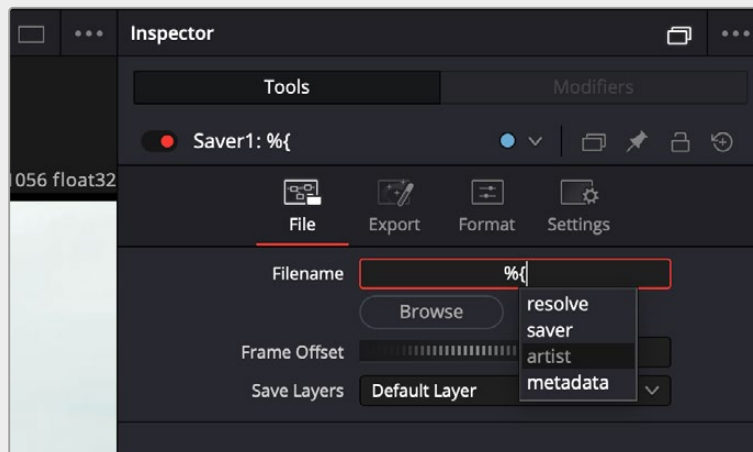 Inspector
Tools
Modifiers
Saver1: %{
1056 float32
File
Export
Format
Settings
Filename
%{
Browse
resolve
saver
artist
metadata
Frame Offset
Save Layers
Default Layer